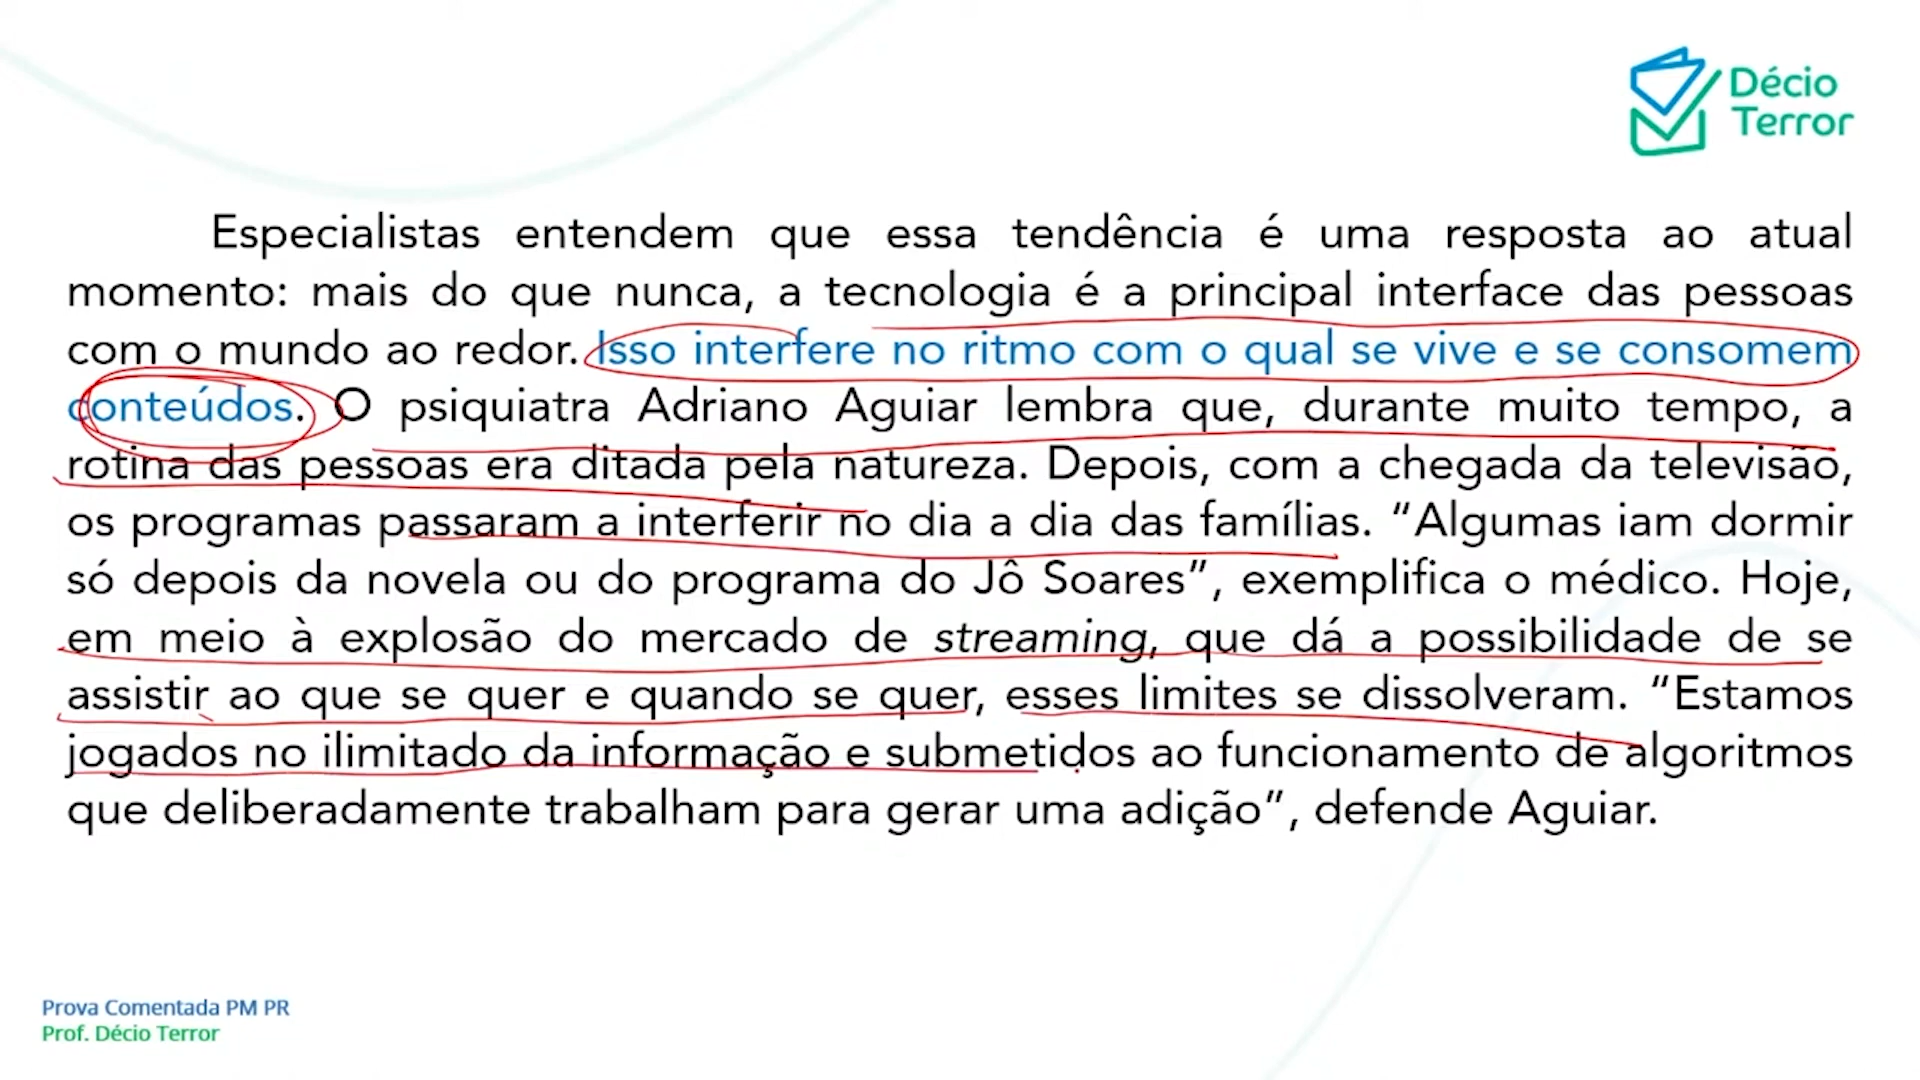 Décio
Terror
Especialistas entendem que essa tendência é uma resposta ao atual
momento: mais do que nunca, a tecnologia é a principal interface das pessoas
com o mundo ao redor. Isso interfere no ritmo com o qual se vive e se consomem
conteúdos. O psiquiatra Adriano Aguiar lembra que, durante muito tempo, a
rotina das pessoas era ditada pela natureza. Depois, com a chegada da televisão,
os programas passaram a interferir no dia a dia das famílias. “Algumas iam dormir
só depois da novela ou do programa do Jô Soares”, exemplifica o médico. Hoje,
em meio à explosão do mercado de streaming, que dá a possibilidade de se
assistir ao que se quer e quando se quer, esses limites se dissolveram. “Estamos
jogados no ilimitado da informação e submetidos ao funcionamento de algoritmos
que deliberadamente trabalham para gerar uma adição”, defende Aguiar.
Prova Comentada PM PR
Prof. Décio Terror